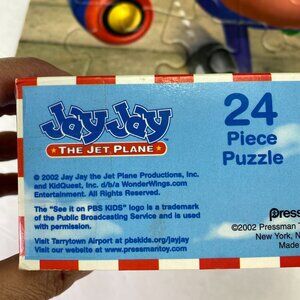 Jay Jay
THE JET PLANE
24
Piece
Puzzle
© 2002 Jay Jay the Jet Plane Productions, Inc.
and KidQuest, Inc. d/b/a WonderWings.com
Entertainment. All Rights Reserved.
The "See it on PBS KIDS" logo is a trademark
of the Public Broadcasting Service and is used
with permission.
Visit Tarrytown Airport at pbskids.org/jayjay
Visit our website at www.pressmantoy.com
press
©2002 Pressman T
New York, N
Made